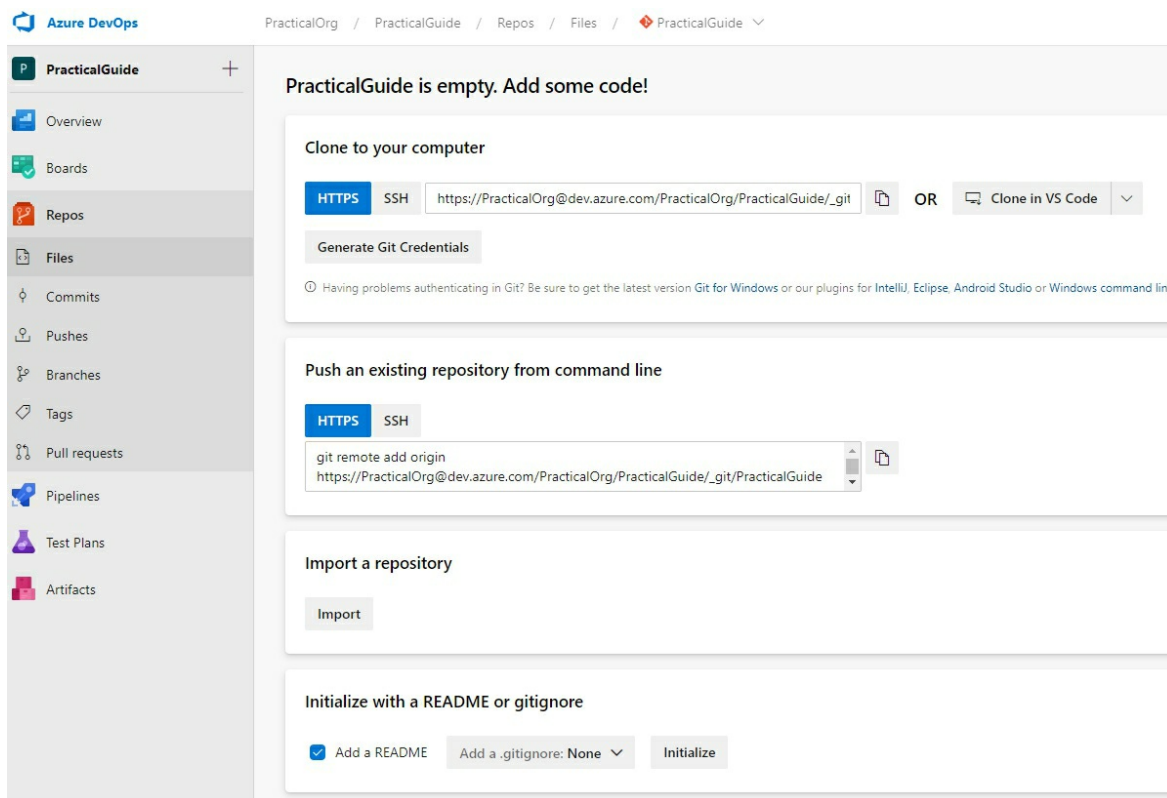 Azure DevOps
PracticalOrg / PracticalGuide / Repos / Files / PracticalGuide
P PracticalGuide
Overview
Boards
Repos
Files
Commits
Pushes
Branches
Tags
Pull requests
Pipelines
Test Plans
Artifacts
PracticalGuide is empty. Add some code!
Clone to your computer
HTTPS SSH https://PracticalOrg@dev.azure.com/PracticalOrg/PracticalGuide/_git OR Clone in VS Code
Generate Git Credentials
Having problems authenticating in Git? Be sure to get the latest version Git for Windows or our plugins for IntelliJ, Eclipse, Android Studio or Windows command lin
Push an existing repository from command line
HTTPS SSH
git remote add origin
https://PracticalOrg@dev.azure.com/PracticalOrg/PracticalGuide/_git/PracticalGuide
Import a repository
Import
Initialize with a README or gitignore
Add a README Add a .gitignore: None Initialize